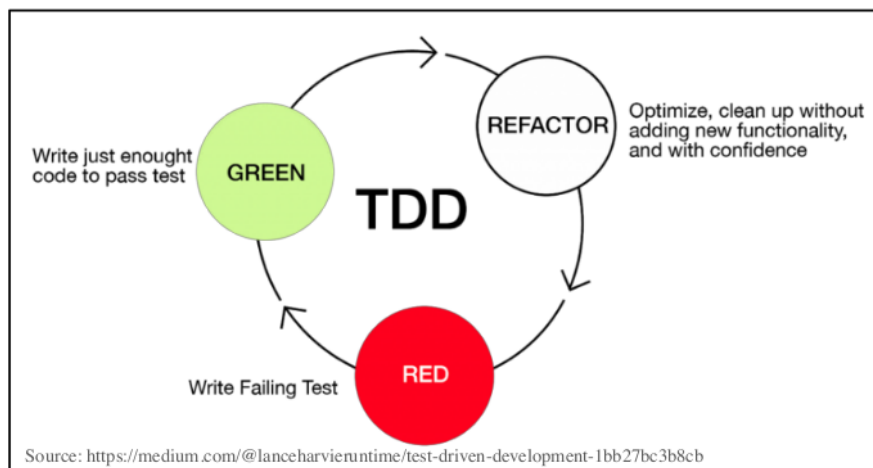 REFACTOR
Optimize, clean up without
adding new functionality,
and with confidence
Write just enought
code to pass test
GREEN
TDD
RED
Write Failing Test
Source: https://medium.com/@lanceharvieruntime/test-driven-development-1bb27bc3b8cb